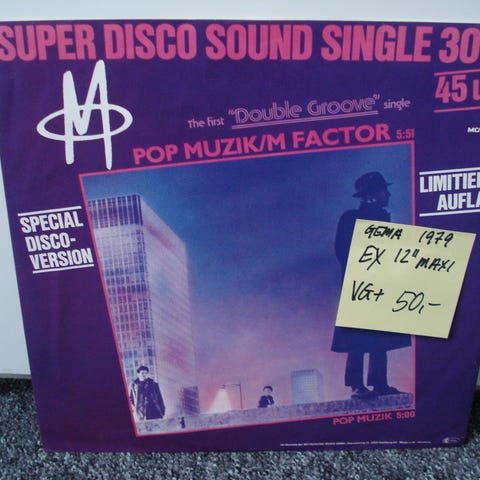 SUPER DISCO SOUND SINGLE 30
45 U
M
The First "Double Groove" single
MC
POP MUZIK/M FACTOR 5:51
LIMITIE
AUFLA
SPECIAL
DISCO-
VERSION
GEMA 1979
EX 12" MAXI
VG+ 50,-
POP MUZIK 5:00